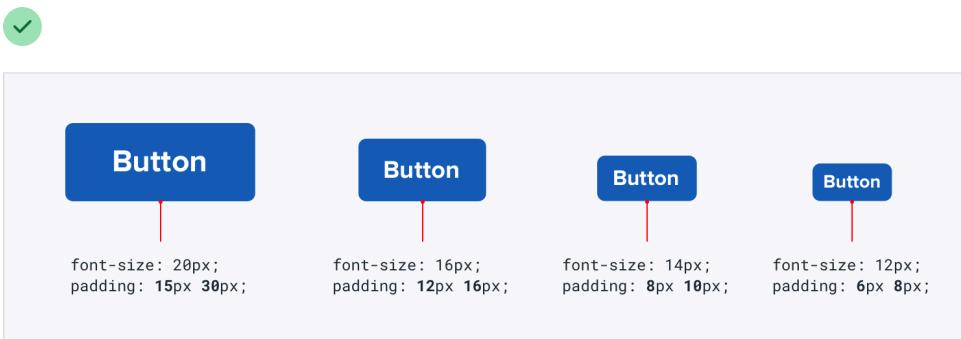 Button
Button
Button
Button
font-size: 20px;
padding: 15px 30px;
font-size: 16px;
padding: 12px 16px;
font-size: 14px;
padding: 8px 10px;
font-size: 12px;
padding: 6px 8px;